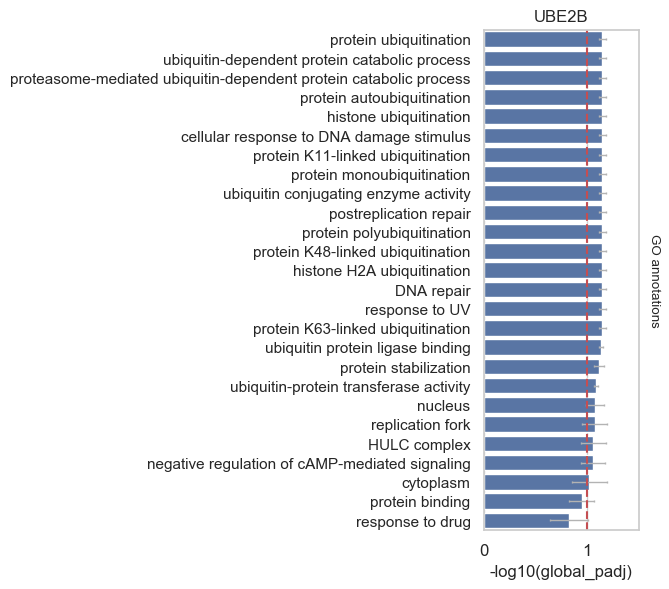 UBE2B
protein ubiquitination
ubiquitin-dependent protein catabolic process
proteasome-mediated ubiquitin-dependent protein catabolic process
protein autoubiquitination
histone ubiquitination
cellular response to DNA damage stimulus
protein K11-linked ubiquitination
protein monoubiquitination
ubiquitin conjugating enzyme activity
postreplication repair
protein polyubiquitination
protein K48-linked ubiquitination
histone H2A ubiquitination
DNA repair
response to UV
protein K63-linked ubiquitination
ubiquitin protein ligase binding
protein stabilization
ubiquitin-protein transferase activity
nucleus
replication fork
HULC complex
negative regulation of cAMP-mediated signaling
cytoplasm
protein binding
response to drug
GO annotations
0 1
-log10(global_padj)